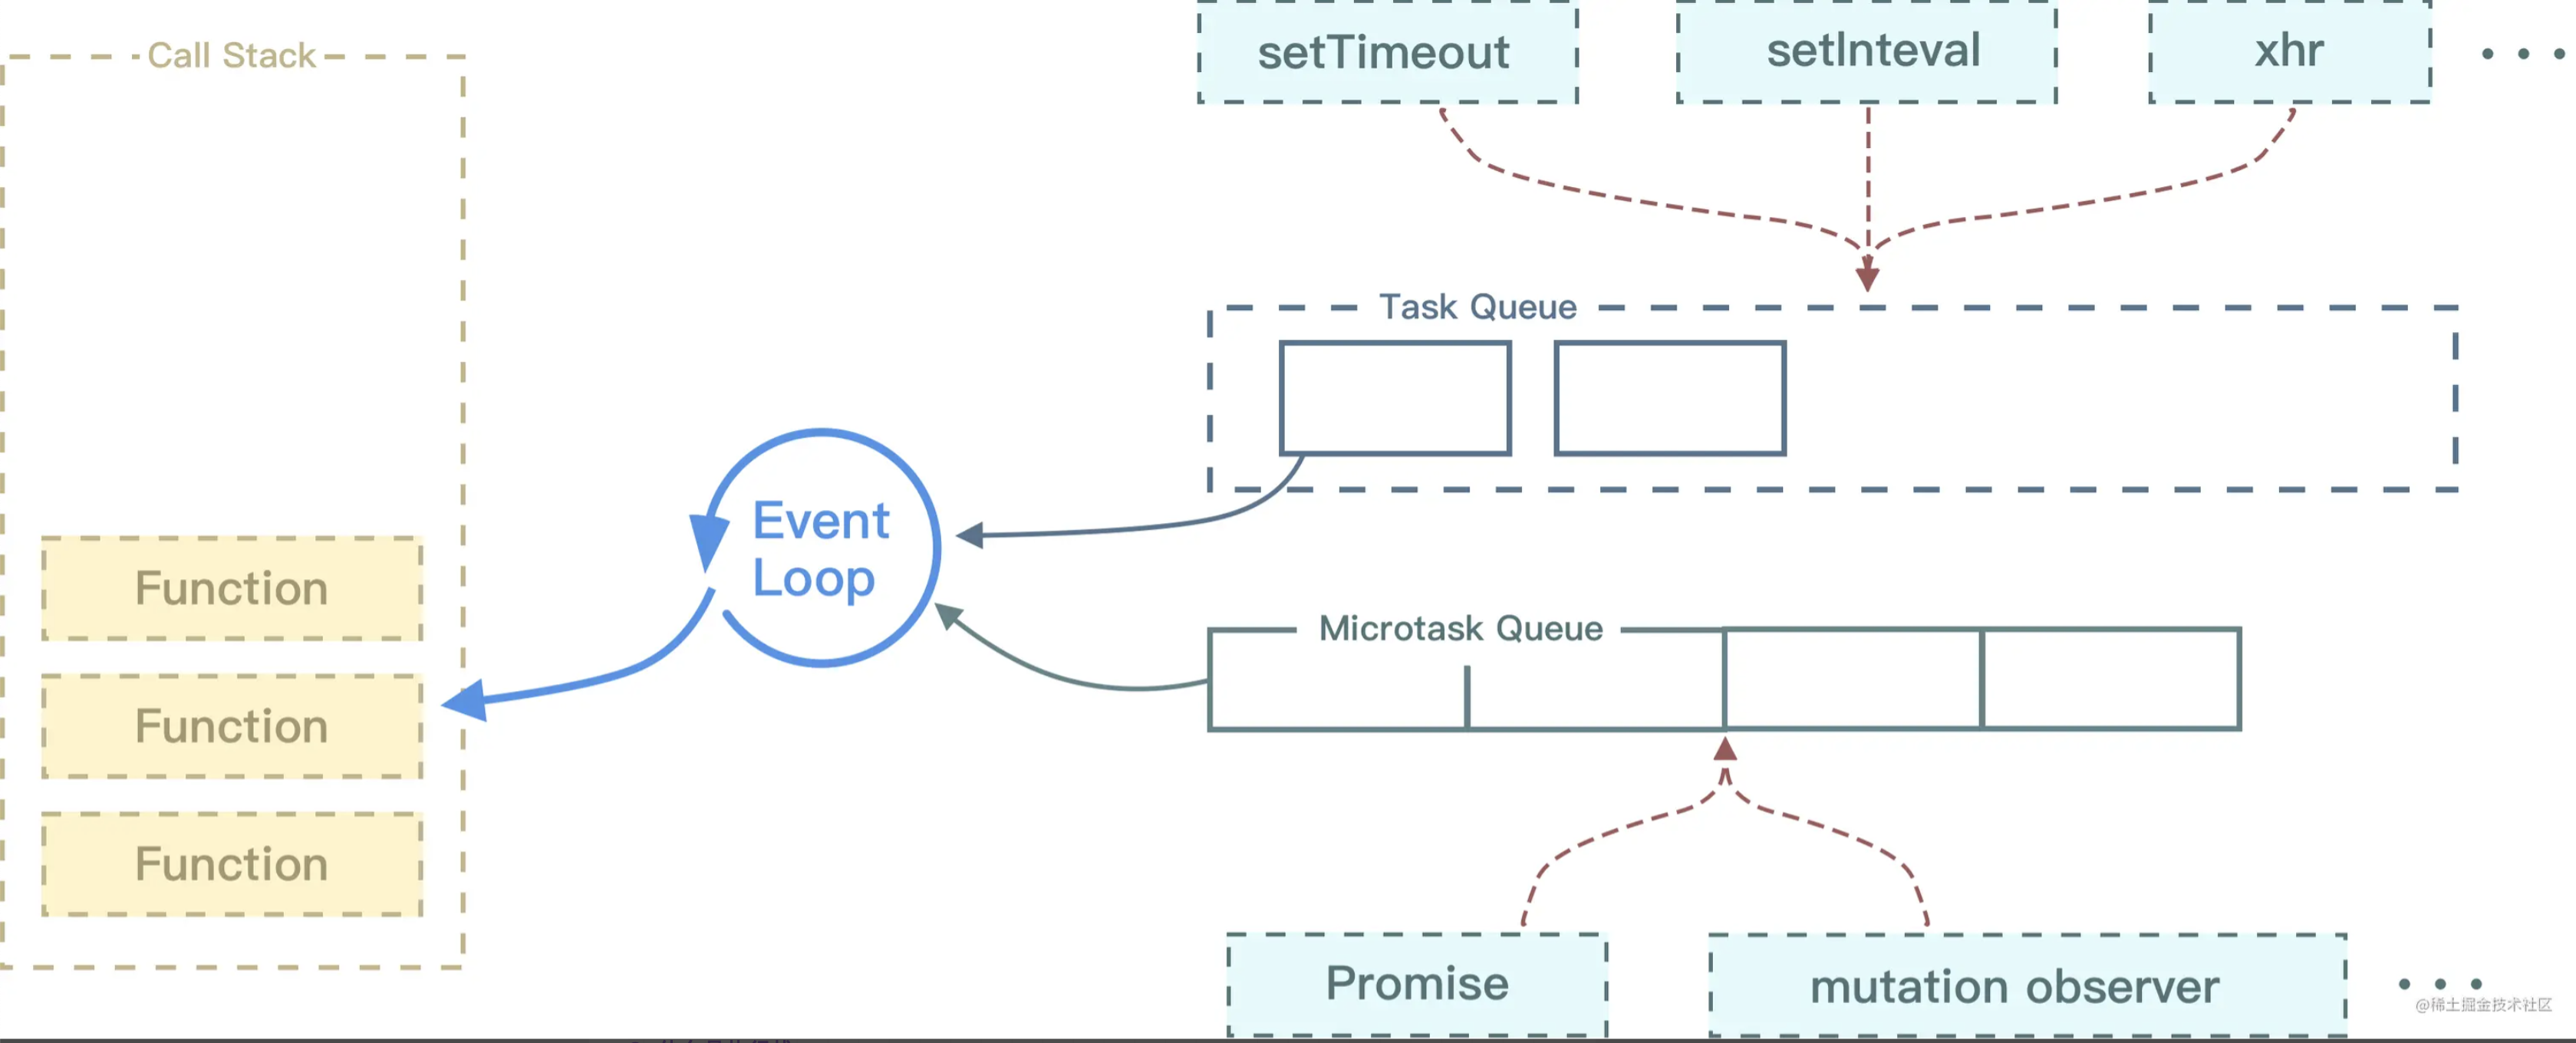 Call Stack
setTimeout
setInteval
xhr
Task Queue
Event
Loop
Function
Function
Function
Microtask Queue
Promise
mutation observer
@稀土掘金技术社区